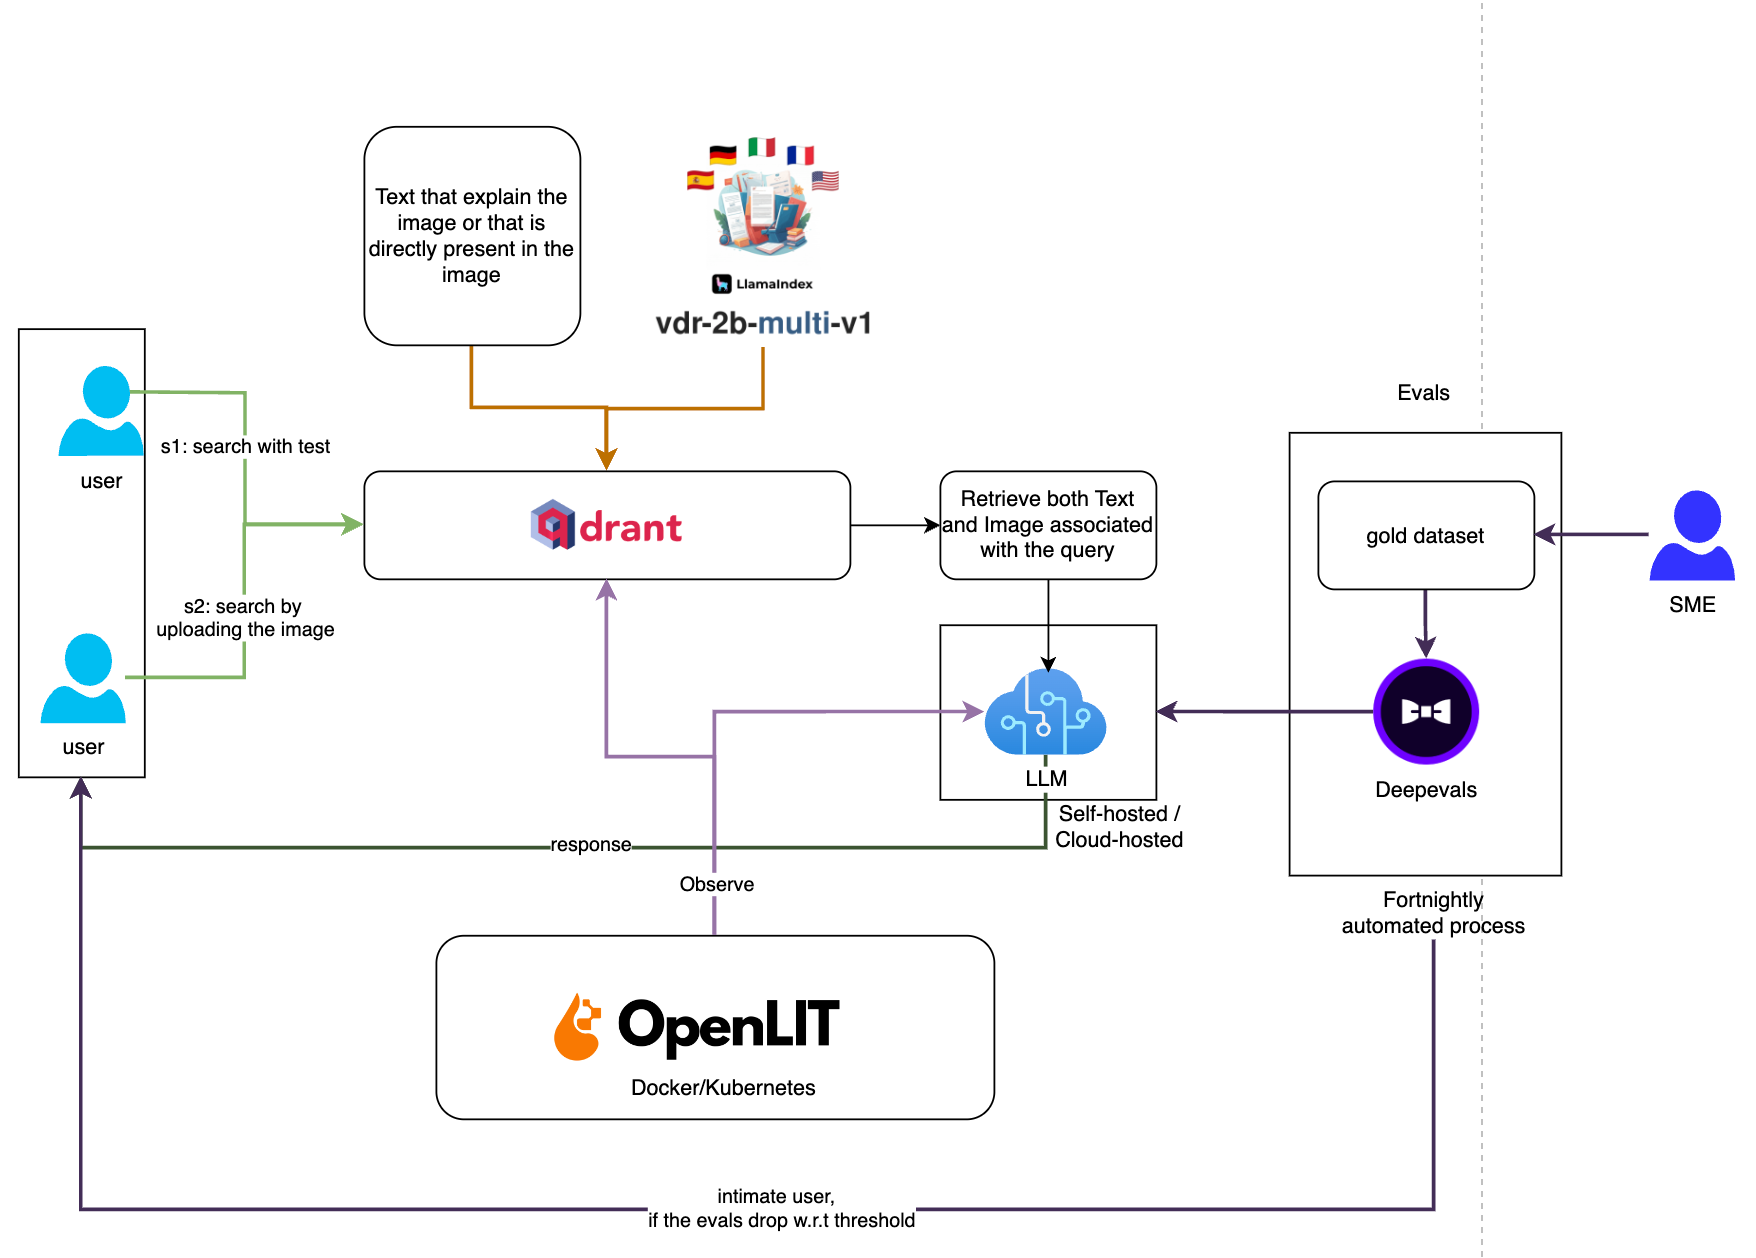 Text that explain the
image or that is
directly present in the
image
LlamaIndex
vdr-2b-multi-v1
Evals
s1: search with test
user
qdrant
Retrieve both Text
and Image associated
with the query
gold dataset
SME
s2: search by
uploading the image
user
LLM
Self-hosted /
Cloud-hosted
Deepevals
response
Observe
Fortnightly
automated process
OpenLIT
Docker/Kubernetes
intimate user,
if the evals drop w.r.t threshold